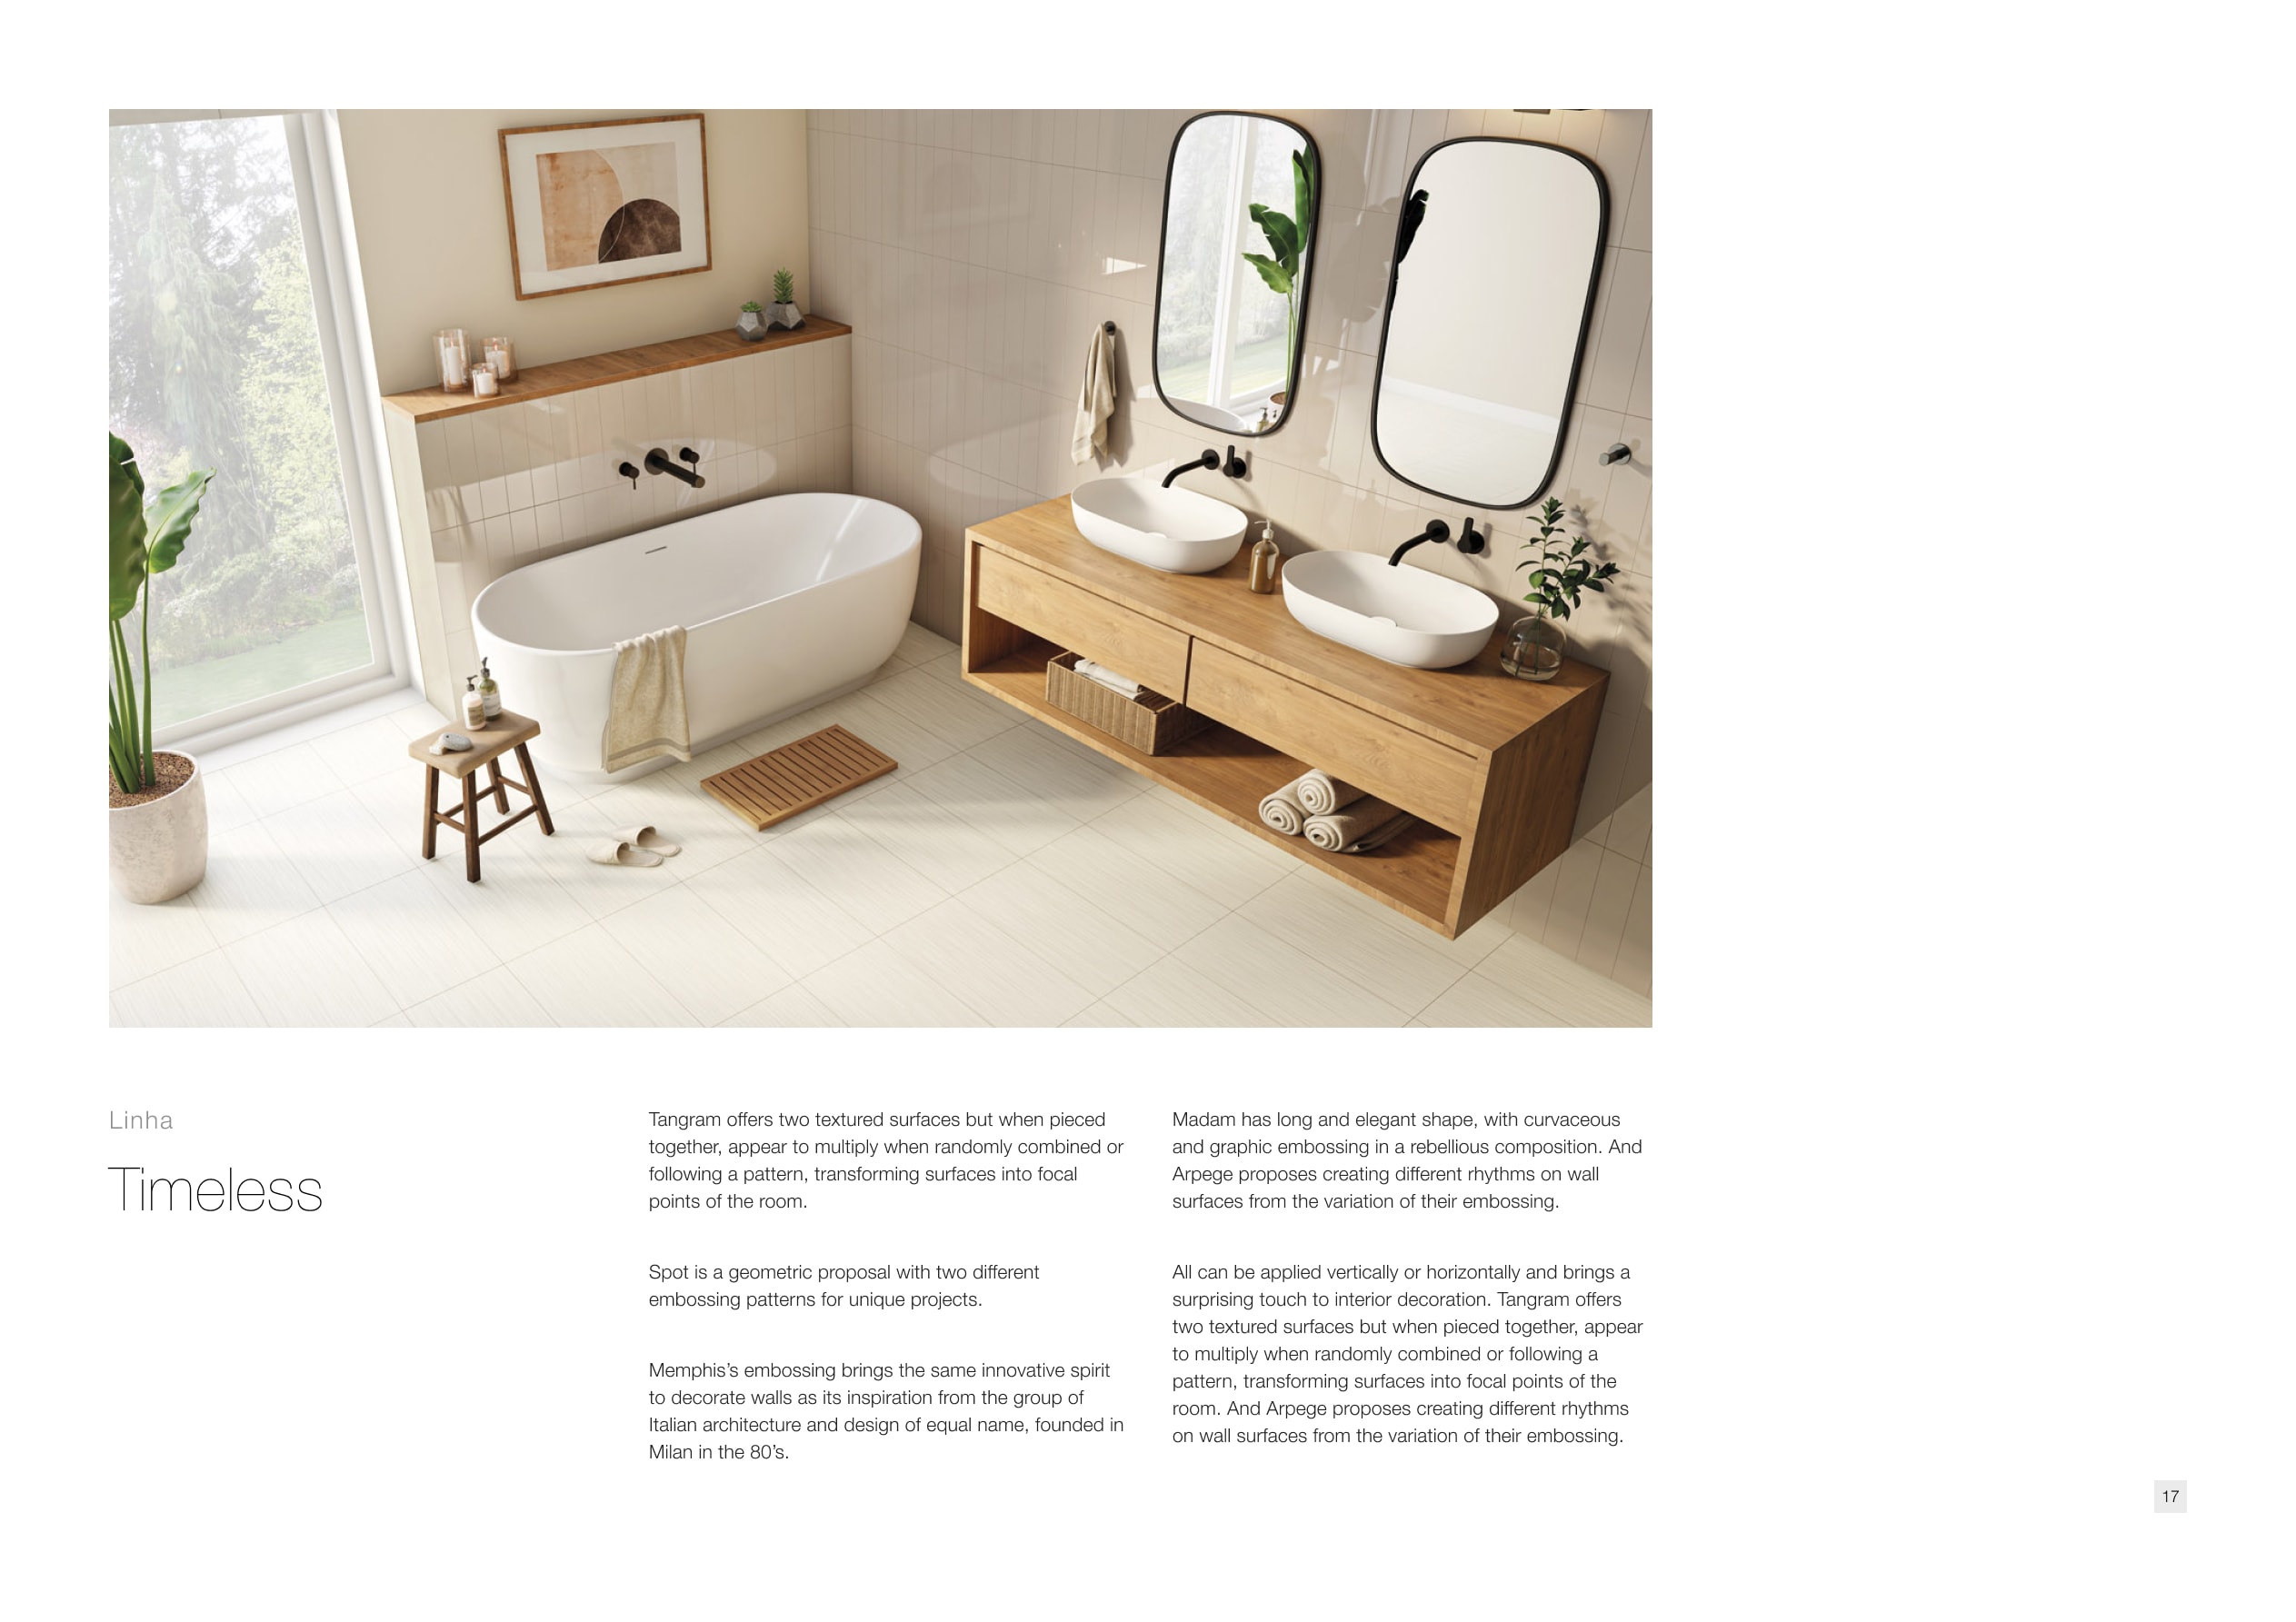 Linha
Timeless
Tangram offers two textured surfaces but when pieced
together, appear to multiply when randomly combined or
following a pattern, transforming surfaces into focal
points of the room.
Spot is a geometric proposal with two different
embossing patterns for unique projects.
Memphis’s embossing brings the same innovative spirit
to decorate walls as its inspiration from the group of
Italian architecture and design of equal name, founded in
Milan in the 80’s.
Madam has long and elegant shape, with curvaceous
and graphic embossing in a rebellious composition. And
Arpege proposes creating different rhythms on wall
surfaces from the variation of their embossing.
All can be applied vertically or horizontally and brings a
surprising touch to interior decoration. Tangram offers
two textured surfaces but when pieced together, appear
to multiply when randomly combined or following a
pattern, transforming surfaces into focal points of the
room. And Arpege proposes creating different rhythms
on wall surfaces from the variation of their embossing.
17